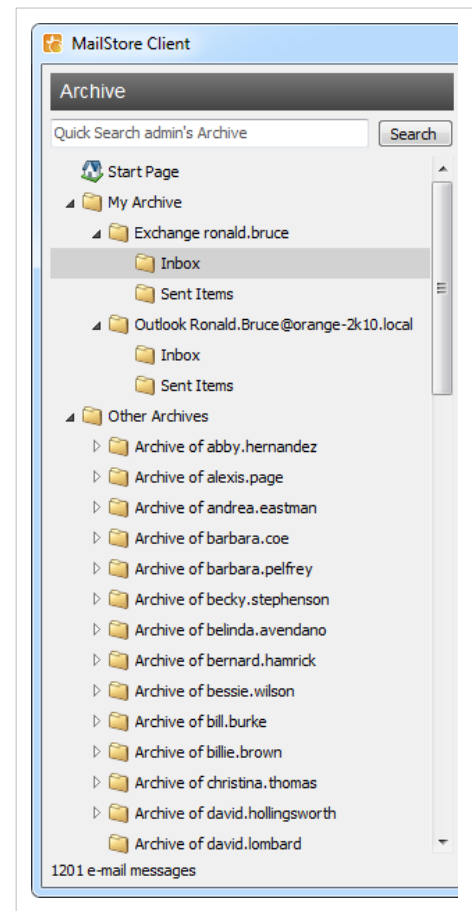 MailStore Client
Archive
Quick Search admin's Archive Search
Start Page
My Archive
Exchange ronald.bruce
Inbox
Sent Items
Outlook Ronald.Bruce@orange-2k10.local
Inbox
Sent Items
Other Archives
Archive of abby.hernandez
Archive of alexis.page
Archive of andrea.eastman
Archive of barbara.coe
Archive of barbara.pelfrey
Archive of becky.stephenson
Archive of belinda.avendano
Archive of bernard.hamrick
Archive of bessie.wilson
Archive of bill.burke
Archive of billie.brown
Archive of christina.thomas
Archive of david.hollingsworth
Archive of david.lombard
1201 e-mail messages